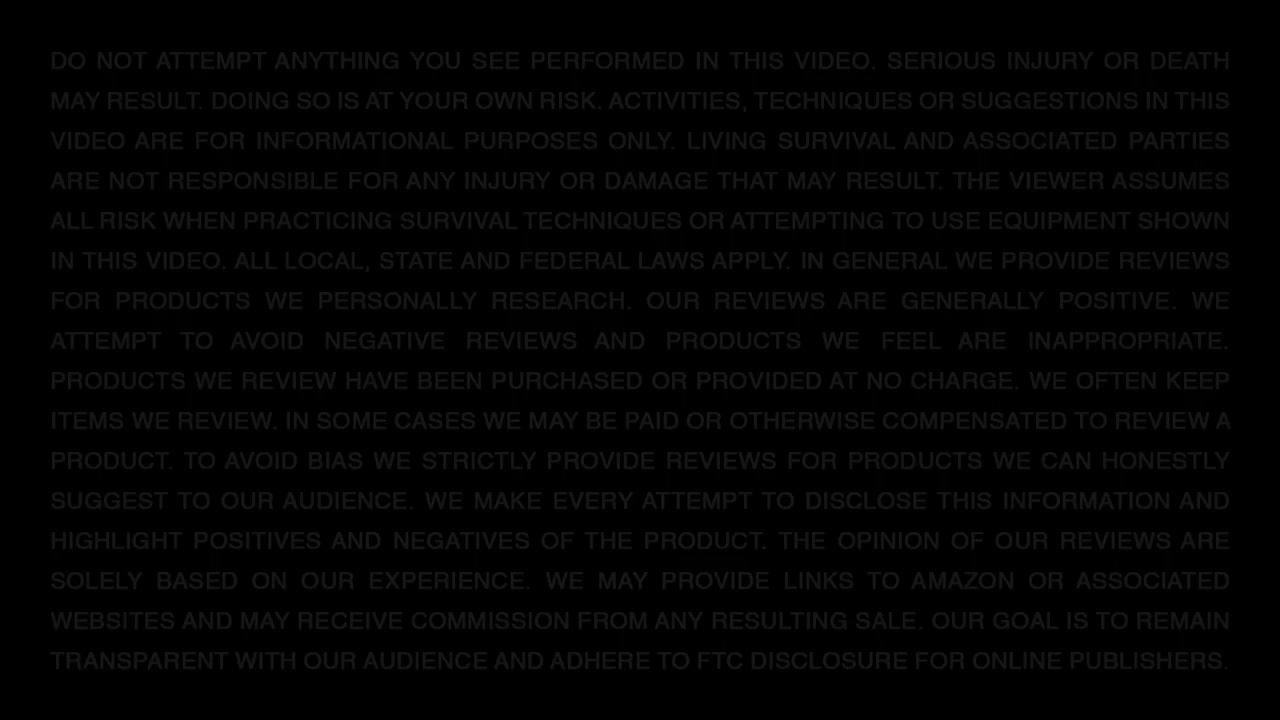 DO NOT ATTEMPT ANYTHING YOU SEE PERFORMED IN THIS VIDEO. SERIOUS INJURY OR DEATH
MAY RESULT. DOING SO IS AT YOUR OWN RISK. ACTIVITIES, TECHNIQUES OR SUGGESTIONS IN THIS
VIDEO ARE FOR INFORMATIONAL PURPOSES ONLY. LIVING SURVIVAL AND ASSOCIATED PARTIES
ARE NOT RESPONSIBLE FOR ANY INJURY OR DAMAGE THAT MAY RESULT. THE VIEWER ASSUMES
ALL RISK WHEN PRACTICING SURVIVAL TECHNIQUES OR ATTEMPTING TO USE EQUIPMENT SHOWN
IN THIS VIDEO. ALL LOCAL, STATE AND FEDERAL LAWS APPLY. IN GENERAL WE PROVIDE REVIEWS
FOR PRODUCTS WE PERSONALLY RESEARCH. OUR REVIEWS ARE GENERALLY POSITIVE. WE
ATTEMPT TO AVOID NEGATIVE REVIEWS AND PRODUCTS WE FEEL ARE INAPPROPRIATE.
PRODUCTS WE REVIEW HAVE BEEN PURCHASED OR PROVIDED AT NO CHARGE. WE OFTEN KEEP
ITEMS WE REVIEW. IN SOME CASES WE MAY BE PAID OR OTHERWISE COMPENSATED TO REVIEW A
PRODUCT. TO AVOID BIAS WE STRICTLY PROVIDE REVIEWS FOR PRODUCTS WE CAN HONESTLY
SUGGEST TO OUR AUDIENCE. WE MAKE EVERY ATTEMPT TO DISCLOSE THIS INFORMATION AND
HIGHLIGHT POSITIVES AND NEGATIVES OF THE PRODUCT. THE OPINION OF OUR REVIEWS ARE
SOLELY BASED ON OUR EXPERIENCE. WE MAY PROVIDE LINKS TO AMAZON OR ASSOCIATED
WEBSITES AND MAY RECEIVE COMMISSION FROM ANY RESULTING SALE. OUR GOAL IS TO REMAIN
TRANSPARENT WITH OUR AUDIENCE AND ADHERE TO FTC DISCLOSURE FOR ONLINE PUBLISHERS.